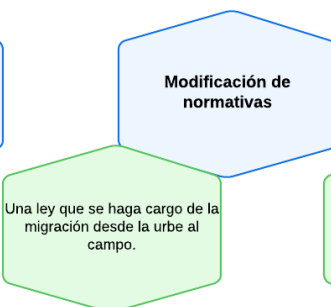 Modificación de
normativas
Una ley que se haga cargo de la
migración desde la urbe al
campo.